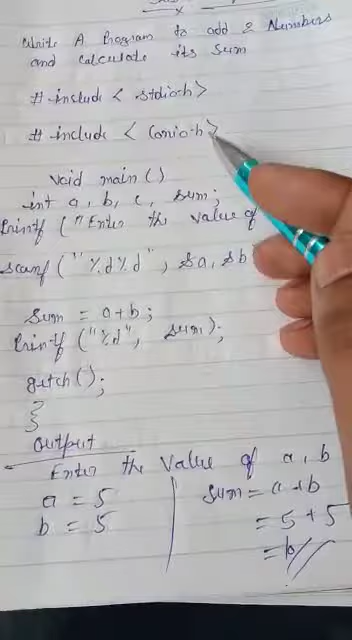 Write A Program to add 2 Numbers
and calculate its sum
# include < stdio.h>
# include < Conio.h>
void main ()
int a, b, c, sum;
Printf ("Enter the value of
scanf ("%d%d", &a, &b
sum = a+b;
Printf ("%d", sum);
getch();
}
Output
Enter the value of a, b
a = 5
b = 5
sum = a+b
= 5+5
=10